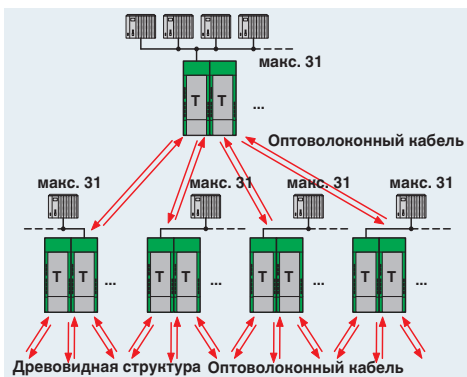 макс. 31
T T ...
Оптоволоконный кабель
макс. 31 макс. 31 макс. 31 макс. 31
T T ... T T ... T T ... T T ...
Древовидная структура Оптоволоконный кабель